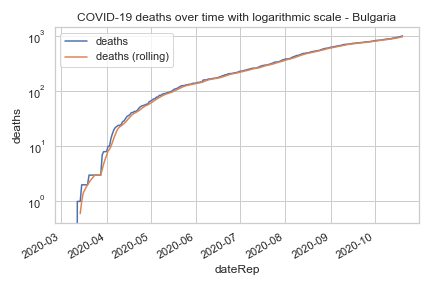 COVID-19 deaths over time with logarithmic scale - Bulgaria
deaths
deaths (rolling)
10³
10²
10¹
10⁰
deaths
2020-03
2020-04
2020-05
2020-06
2020-07
2020-08
2020-09
2020-10
dateRep